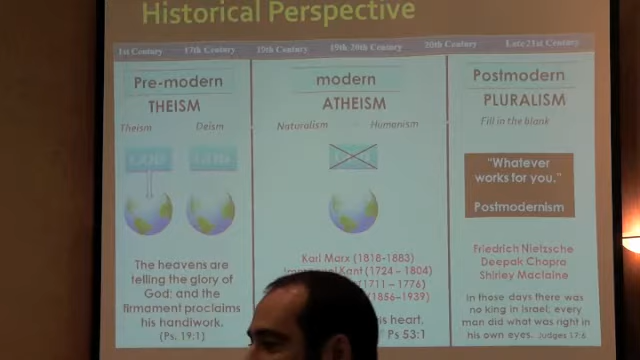 Historical Perspective
1st Century 17th Century 19th Century 19th-20th Century 20th Century Late 21st Century
Pre-modern
THEISM
Theism Deism
GOD
The heavens are
telling the glory of
God; and the
firmament proclaims
his handiwork.
(Ps. 19:1)
modern
ATHEISM
Naturalism Humanism
Karl Marx (1818-1883)
Kant (1724 – 1804)
(1711 – 1776)
(1856-1939)
his heart,
Ps 53:1
Postmodern
PLURALISM
Fill in the blank
"Whatever
works for you."
Postmodernism
Friedrich Nietzsche
Deepak Chopra
Shirley Maclaine
In those days there was
no king in Israel; every
man did what was right in
his own eyes. Judges 17:6